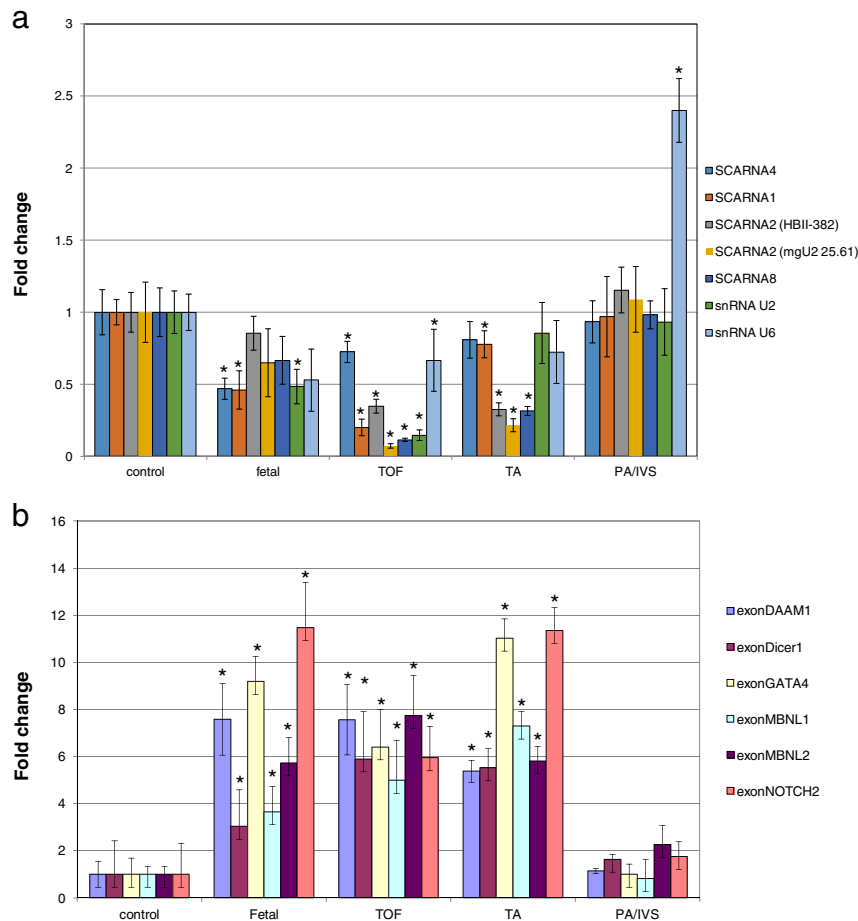 a
3
2.5
2
1.5
1
0.5
0
Fold change
* * * * * * * * * * * * * * *
control fetal TOF TA PA/IVS
SCARNA4
SCARNA1
SCARNA2 (HBII-382)
SCARNA2 (mgU2 25.61)
SCARNA8
snRNA U2
snRNA U6
b
16
14
12
10
8
6
4
2
0
Fold change
* * * * * * * * * * * * * * * * * *
control Fetal TOF TA PA/IVS
exonDAAM1
exonDicer1
exonGATA4
exonMBNL1
exonMBNL2
exonNOTCH2